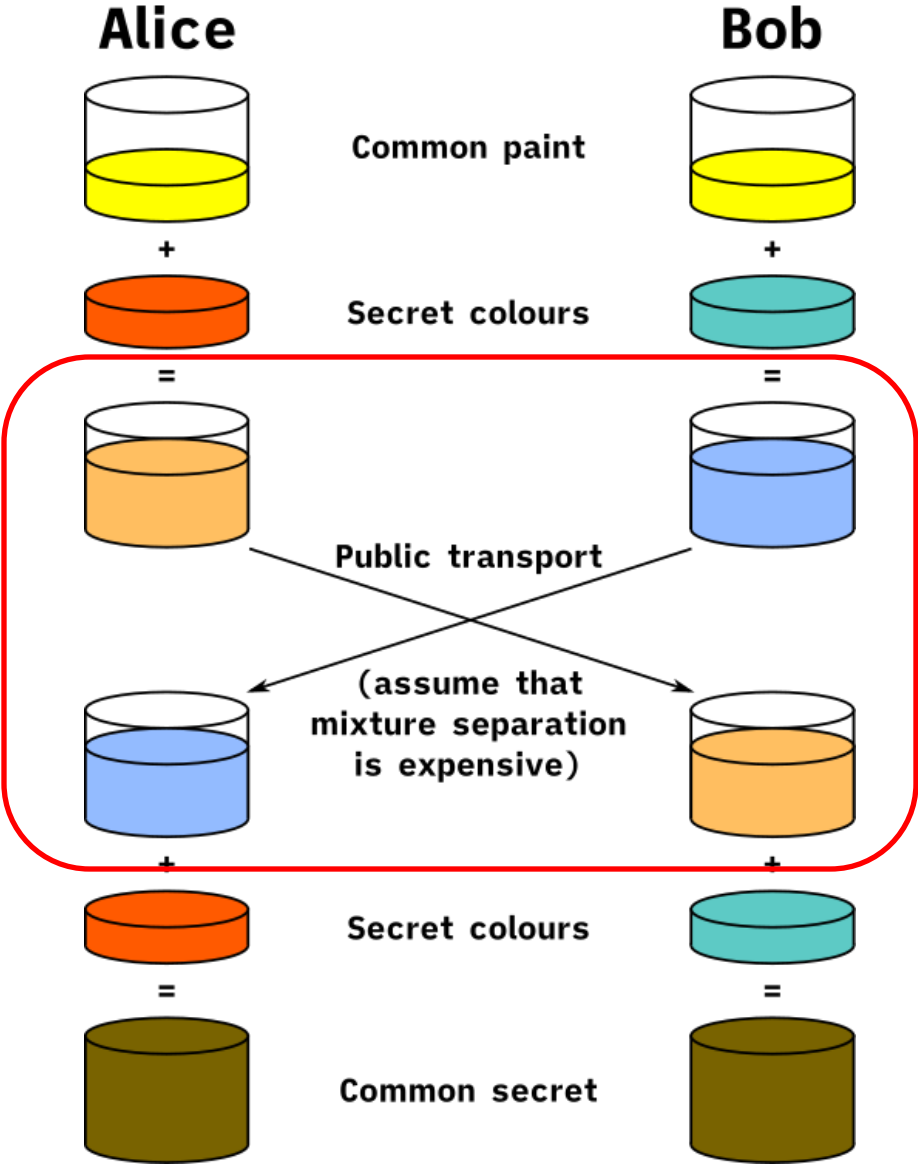 Alice Bob
Common paint
+ +
Secret colours
= =
Public transport
(assume that
mixture separation
is expensive)
+ +
Secret colours
= =
Common secret